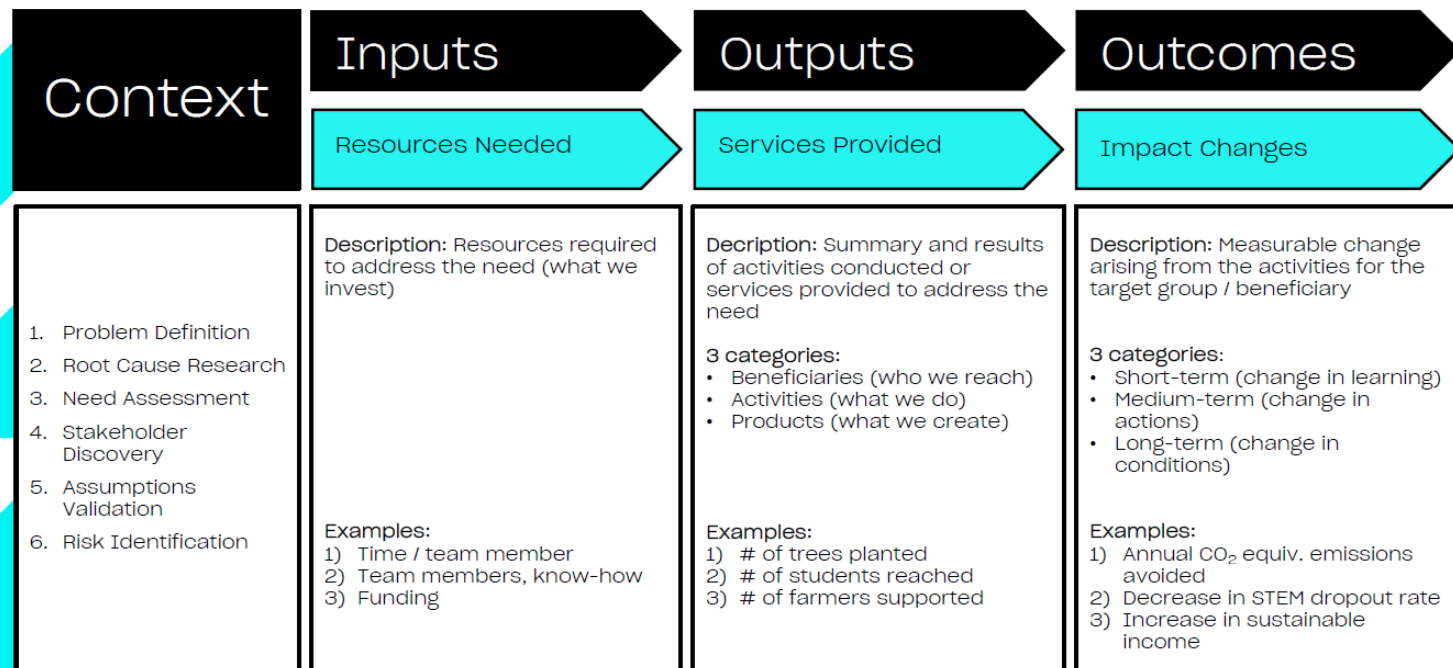 Context
1. Problem Definition
2. Root Cause Research
3. Need Assessment
4. Stakeholder
Discovery
5. Assumptions
Validation
6. Risk Identification
Inputs
Resources Needed
Description: Resources required
to address the need (what we
invest)
Examples:
1) Time / team member
2) Team members, know-how
3) Funding
Outputs
Services Provided
Decription: Summary and results
of activities conducted or
services provided to address the
need
3 categories:
• Beneficiaries (who we reach)
• Activities (what we do)
• Products (what we create)
Examples:
1) # of trees planted
2) # of students reached
3) # of farmers supported
Outcomes
Impact Changes
Description: Measurable change
arising from the activities for the
target group / beneficiary
3 categories:
• Short-term (change in learning)
• Medium-term (change in
actions)
• Long-term (change in
conditions)
Examples:
1) Annual CO₂ equiv. emissions
avoided
2) Decrease in STEM dropout rate
3) Increase in sustainable
income